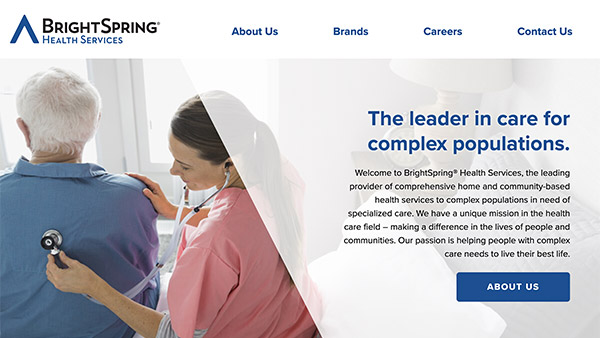 BRIGHTSPRING®
HEALTH SERVICES
About Us
Brands
Careers
Contact Us
The leader in care for
complex populations.
Welcome to BrightSpring® Health Services, the leading
provider of comprehensive home and community-based
health services to complex populations in need of
specialized care. We have a unique mission in the health
care field – making a difference in the lives of people and
communities. Our passion is helping people with complex
care needs to live their best life.
ABOUT US